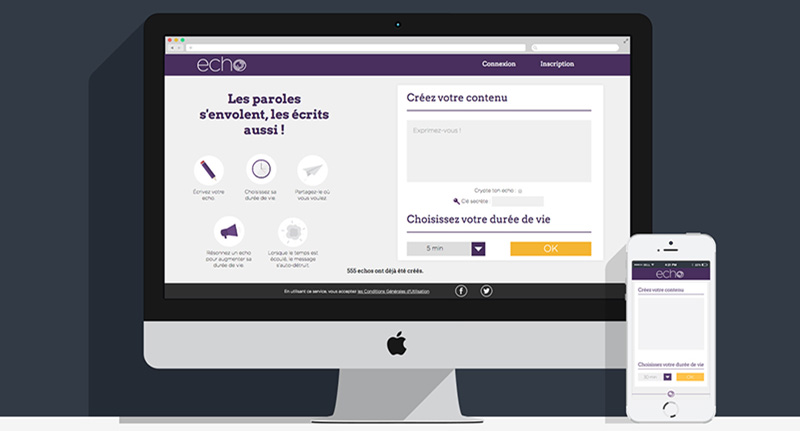 echo
Connexion
Inscription
Les paroles
s'envolent, les écrits
aussi !
Écrivez votre
echo
Choisissez sa
durée de vie
Partagez-le où
vous voulez
Résonnez un echo
pour augmenter sa
durée de vie
Lorsque le temps est
écoulé, le message
s'auto-détruit.
Créez votre contenu
Exprimez-vous !
Crypte ton echo :
Clé secrète :
Choisissez votre durée de vie
5 min
OK
555 echos ont déjà été créés.
En utilisant ce service, vous acceptez les Conditions Générales d'Utilisation
echo
Créez votre contenu
Choisissez votre durée de vie
OK